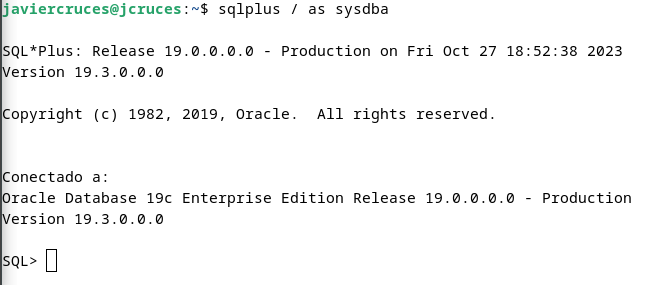 javiercruces@jcruces:~$ sqlplus / as sysdba
SQL*Plus: Release 19.0.0.0.0 - Production on Fri Oct 27 18:52:38 2023
Version 19.3.0.0.0
Copyright (c) 1982, 2019, Oracle.  All rights reserved.
Conectado a:
Oracle Database 19c Enterprise Edition Release 19.0.0.0.0 - Production
Version 19.3.0.0.0
SQL>